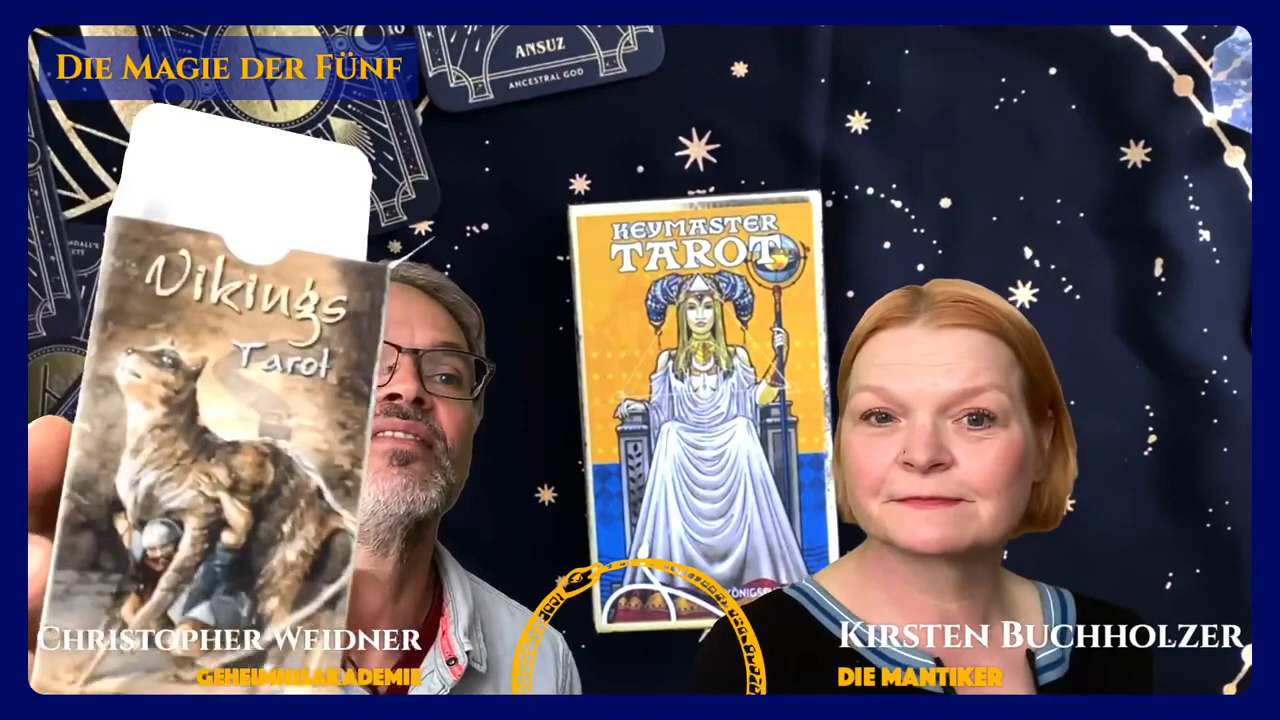 Die Magie der Fünf
ANSUZ
ANCESTRAL GOD
KEYMASTER
TAROT
Vikings
Tarot
Christopher Weidner
GEHEIMNISAKADEMIE
Kirsten Buchholzer
DIE MANTIKER